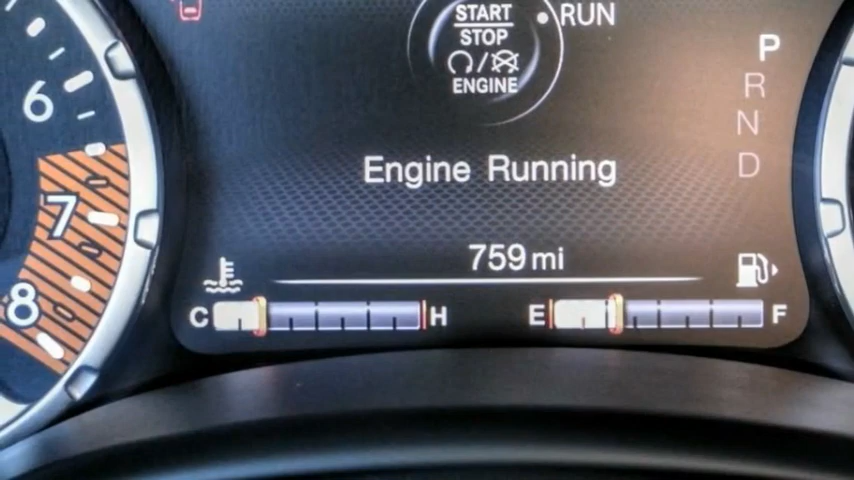 START
STOP
ENGINE
RUN
P
R
N
D
6
7
8
Engine Running
759 mi
C
H
E
F